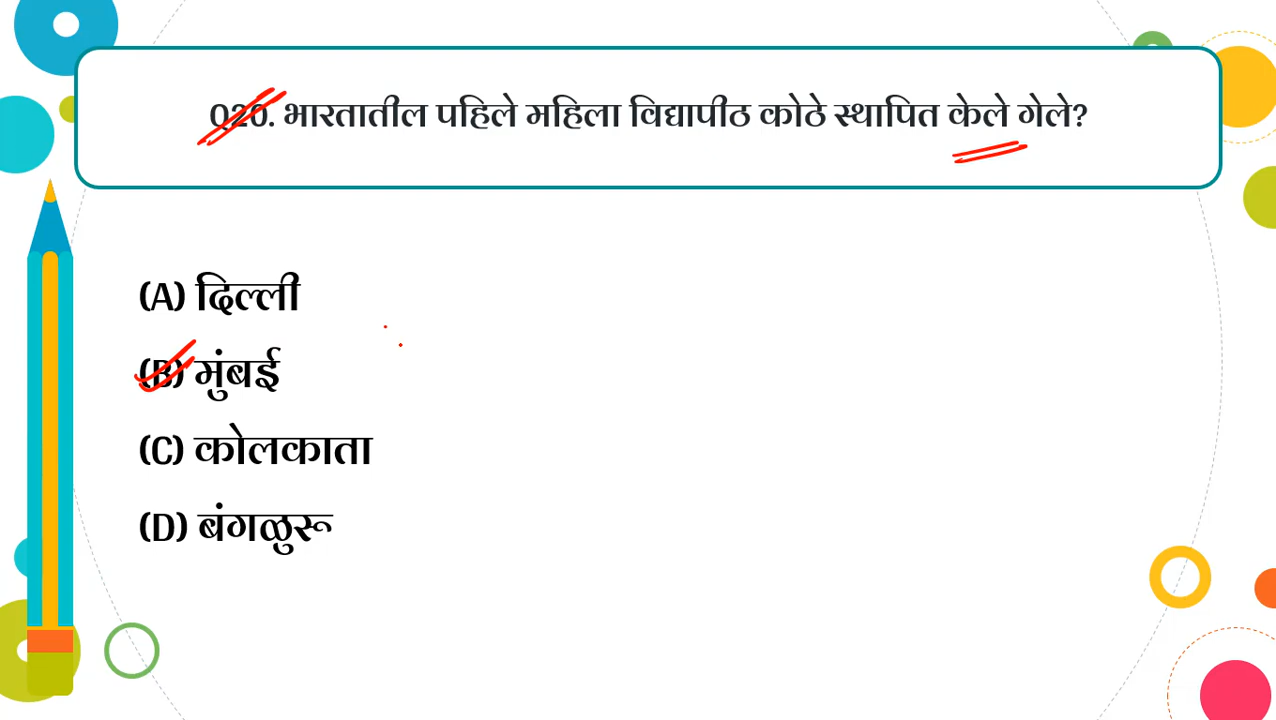 Q20. भारतातील पहिले महिला विद्यापीठ कोठे स्थापित केले गेले?
(A) दिल्ली
(B) मुंबई
(C) कोलकाता
(D) बंगळुरू